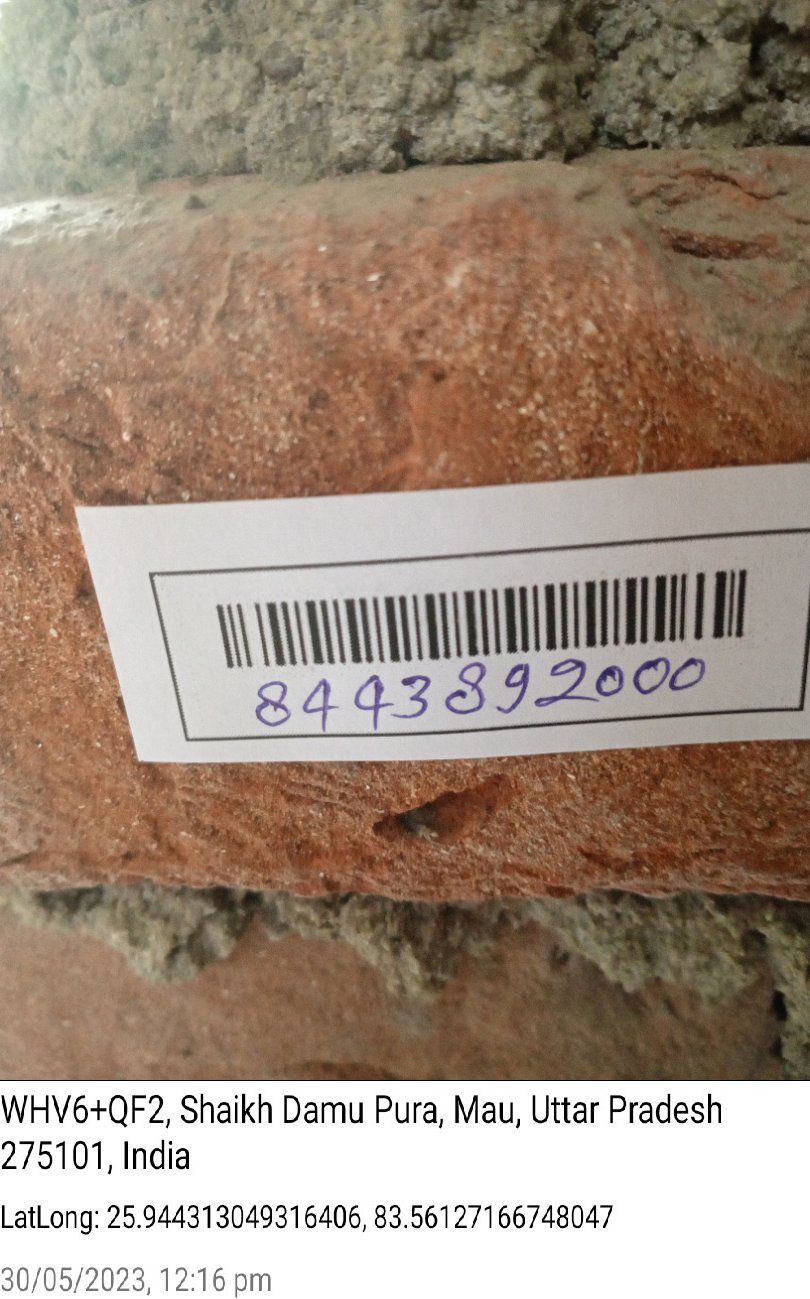 8443892000
WHV6+QF2, Shaikh Damu Pura, Mau, Uttar Pradesh
275101, India
LatLong: 25.944313049316406, 83.56127166748047
30/05/2023, 12:16 pm